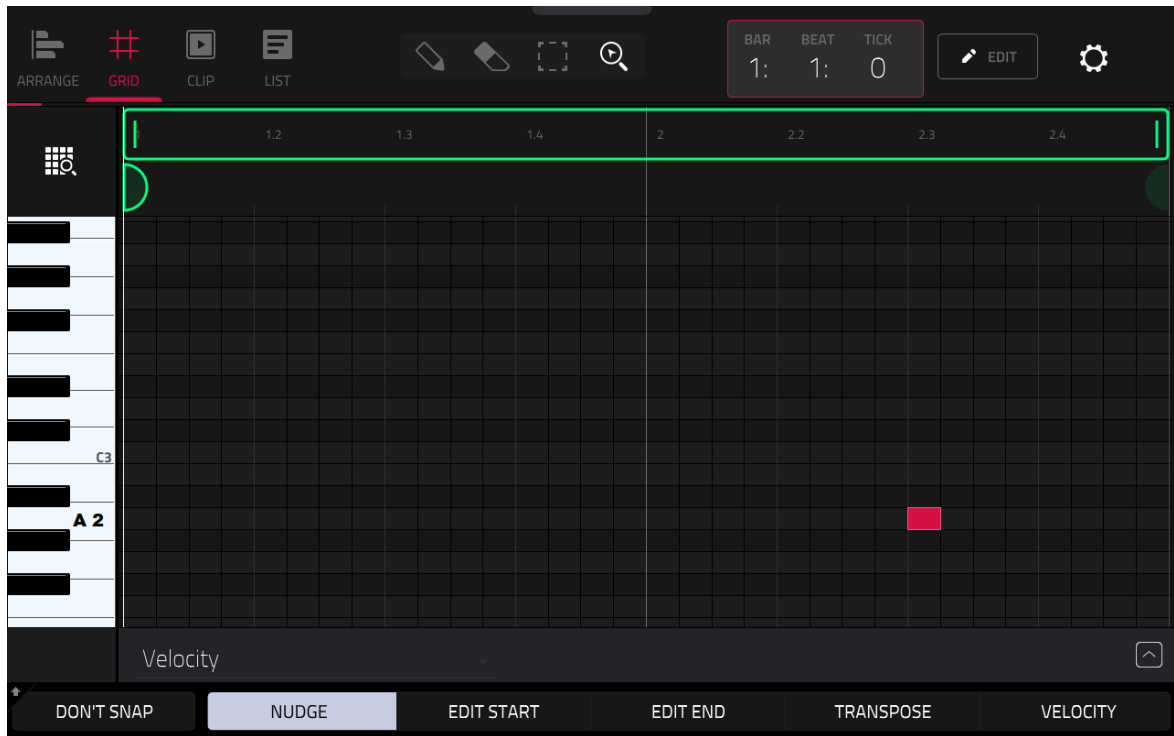 ARRANGE GRID CLIP LIST
BAR BEAT TICK
1: 1: 0
EDIT
1 1.2 1.3 1.4 2 2.2 2.3 2.4
C3
A 2
Velocity
DON'T SNAP NUDGE EDIT START EDIT END TRANSPOSE VELOCITY